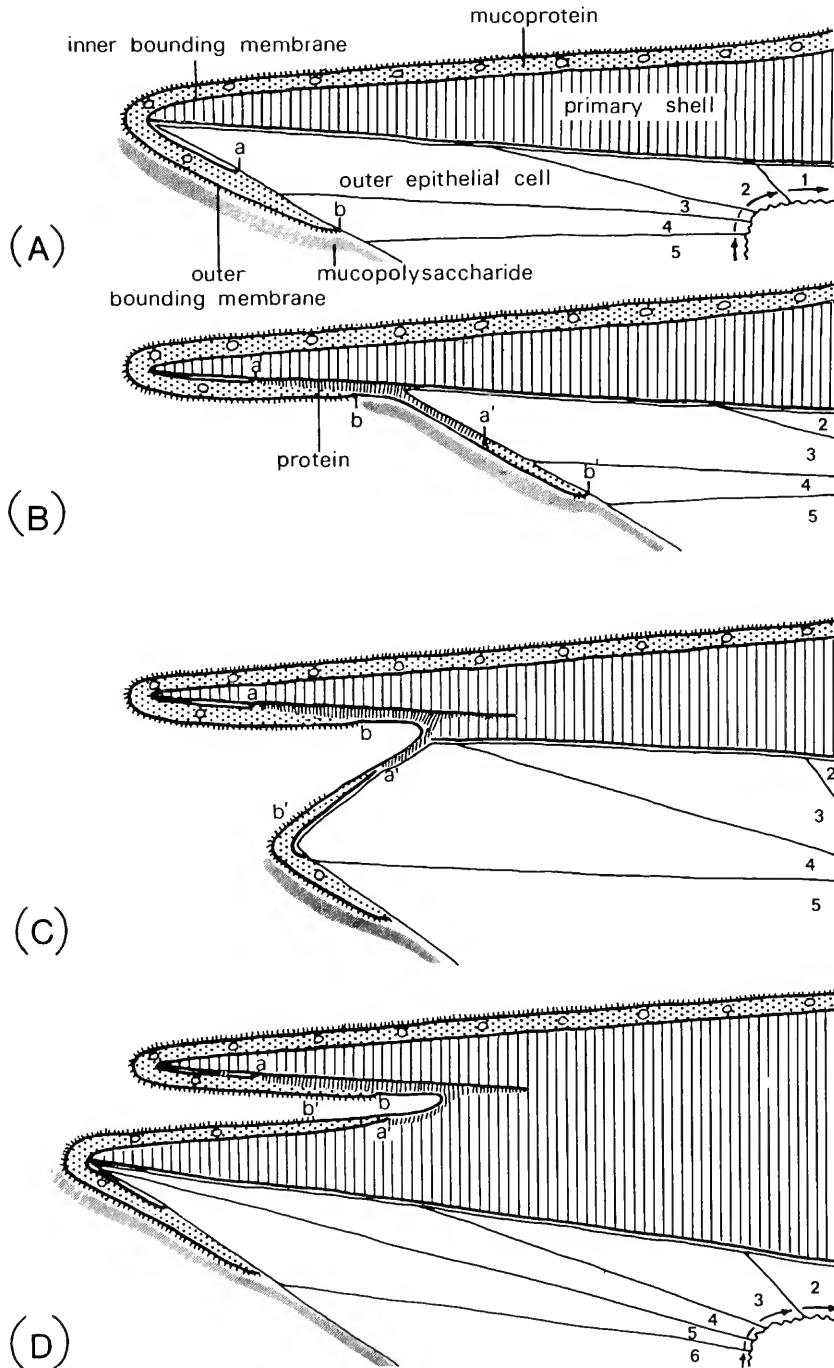 mucoprotein
inner bounding membrane
primary shell
a
outer epithelial cell
2
1
3
b
4
(A)
5
outer
bounding membrane
mucopolysaccharide
a
b
a'
2
3
protein
b'
4
(B)
5
a
b
a'
2
b'
3
4
5
(C)
a
b'
b
a'
2
3
4
5
(D)
6